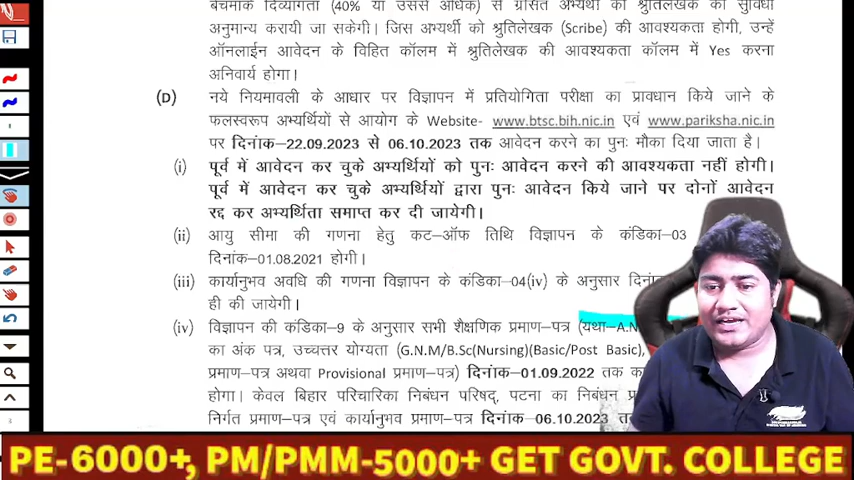 बेंचमार्क दिव्यांगता (40% या उससे अधिक) से ग्रसित अभ्यर्थी को श्रुतिलेखक की सुविधा
अनुमान्य करायी जा सकेगी। जिस अभ्यर्थी को श्रुतिलेखक (Scribe) की आवश्यकता होगी, उन्हें
ऑनलाईन आवेदन के विहित कॉलम में श्रुतिलेखक की आवश्यकता कॉलम में Yes करना
अनिवार्य होगा।
(D) नये नियमावली के आधार पर विज्ञापन में प्रतियोगिता परीक्षा का प्रावधान किये जाने के
फलस्वरूप अभ्यर्थियों से आयोग के Website- www.btsc.bih.nic.in एवं www.pariksha.nic.in
पर दिनांक-22.09.2023 से 06.10.2023 तक आवेदन करने का पुनः मौका दिया जाता है।
(i) पूर्व में आवेदन कर चुके अभ्यर्थियों को पुनः आवेदन करने की आवश्यकता नहीं होगी।
पूर्व में आवेदन कर चुके अभ्यर्थियों द्वारा पुनः आवेदन किये जाने पर दोनों आवेदन
रद्द कर अभ्यर्थिता समाप्त कर दी जायेगी।
(ii) आयु सीमा की गणना हेतु कट-ऑफ तिथि विज्ञापन के कंडिका-03
दिनांक-01.08.2021 होगी।
(iii) कार्यानुभव अवधि की गणना विज्ञापन के कंडिका-04(iv) के अनुसार
ही की जायेगी।
(iv) विज्ञापन की कंडिका-9 के अनुसार सभी शैक्षणिक प्रमाण-पत्र (यथा-A.N
का अंक पत्र, उच्चत्तर योग्यता (G.N.M/B.Sc(Nursing)(Basic/Post Basic),
प्रमाण-पत्र अथवा Provisional प्रमाण-पत्र) दिनांक-01.09.2022 तक
होगा। केवल बिहार परिचारिका निबंधन परिषद्, पटना का निबंधन
निर्गत प्रमाण-पत्र एवं कार्यानुभव प्रमाण-पत्र दिनांक-06.10.2023
PE-6000+, PM/PMM-5000+ GET GOVT. COLLEGE